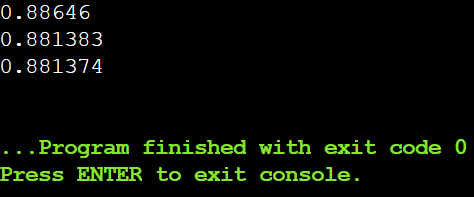 0.88646
0.881383
0.881374
...Program finished with exit code 0
Press ENTER to exit console.